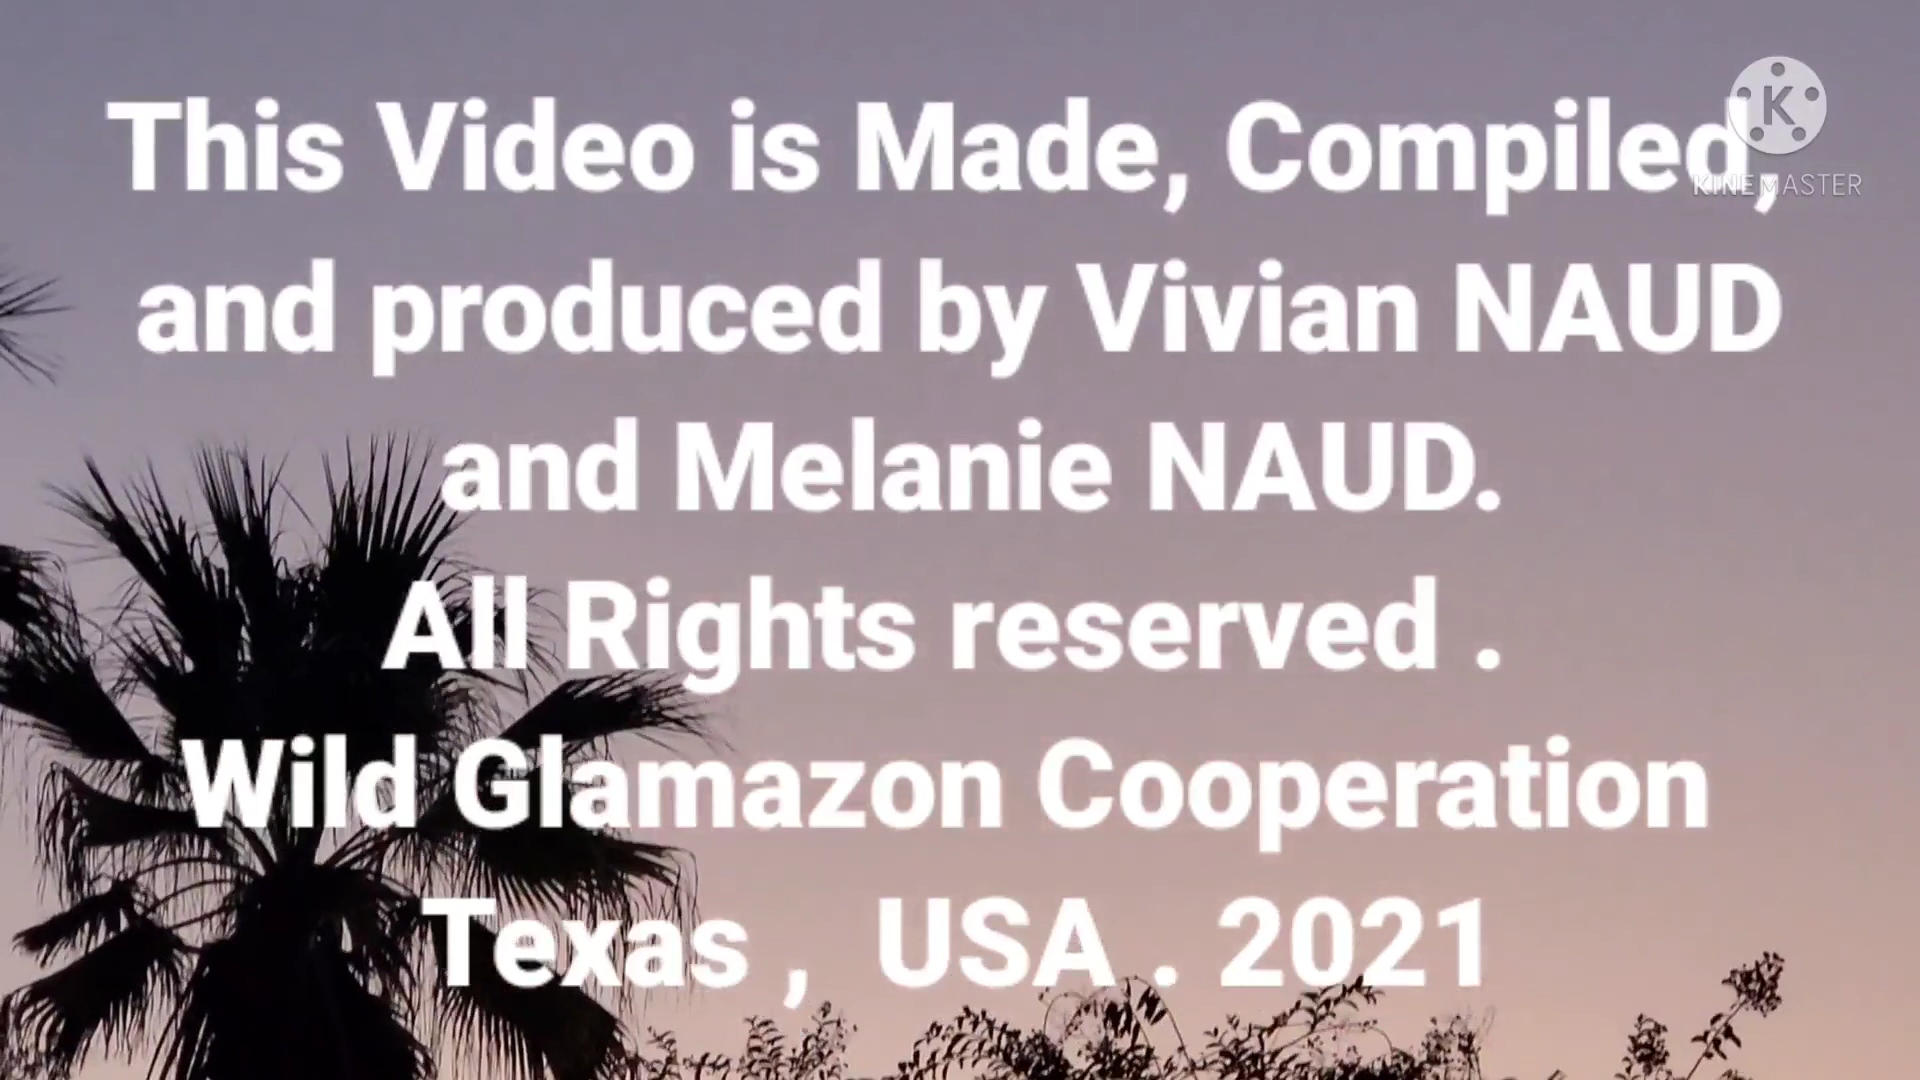 This Video is Made, Compiled,
and produced by Vivian NAUD
and Melanie NAUD.
All Rights reserved .
Wild Glamazon Cooperation
Texas ,  USA . 2021
K
KINEMASTER